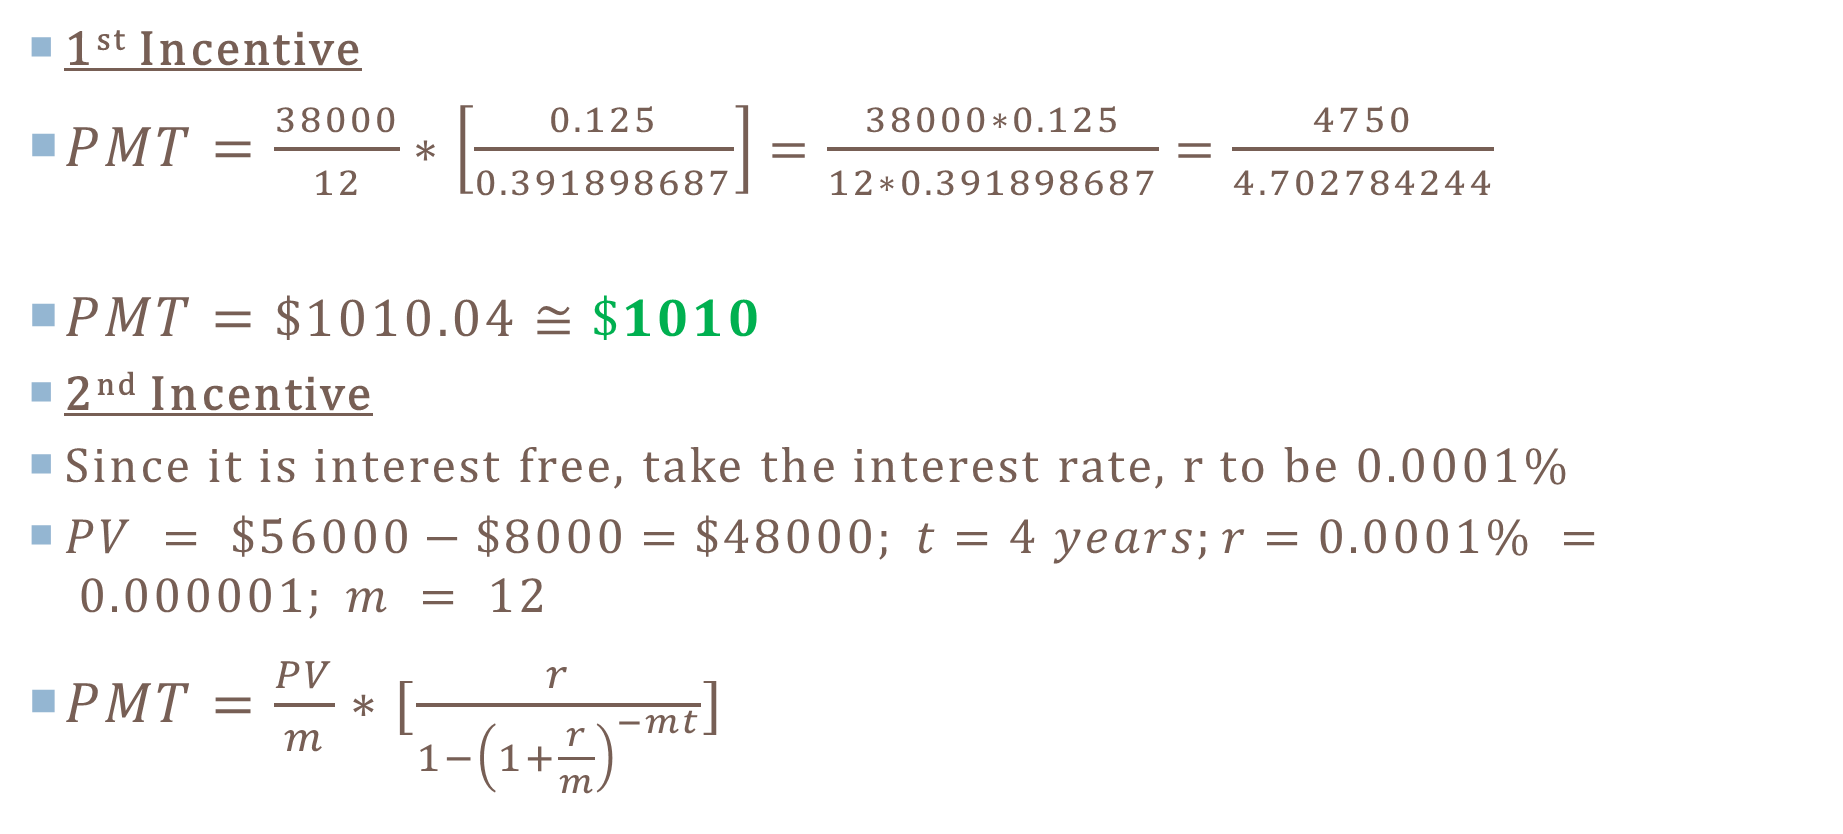 ▪ 1st Incentive
▪ PMT = 38000/12 * [0.125/0.391898687] = 38000*0.125/12*0.391898687 = 4750/4.702784244
▪ PMT = $1010.04 ≅ $1010
▪ 2nd Incentive
▪ Since it is interest free, take the interest rate, r to be 0.0001%
▪ PV = $56000 − $8000 = $48000; t = 4 years; r = 0.0001% =
0.000001; m = 12
▪ PMT = PV/m * [r/1−(1+r/m)^−mt]